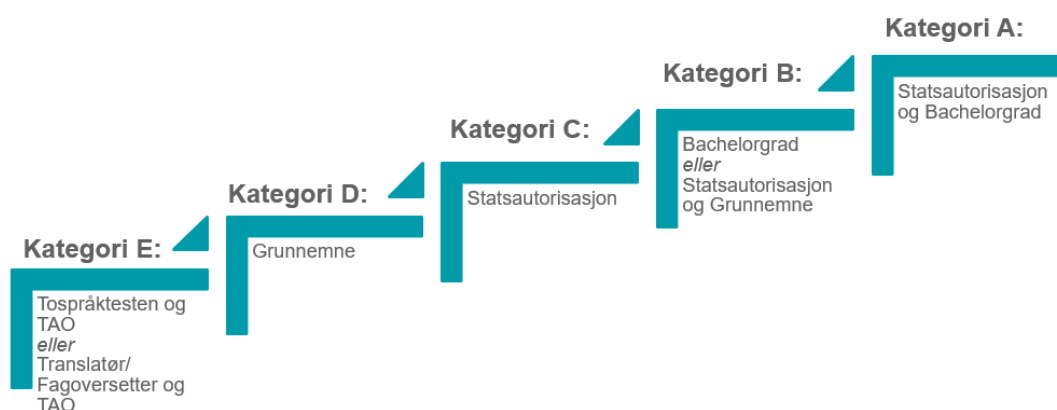 Kategori A:
Statsautorisasjon
og Bachelorgrad
Kategori B:
Bachelorgrad
eller
Statsautorisasjon
og Grunnemne
Kategori C:
Statsautorisasjon
Kategori D:
Grunnemne
Kategori E:
Tospråktesten og
TAO
eller
Translatør/
Fagoversetter og
TAO